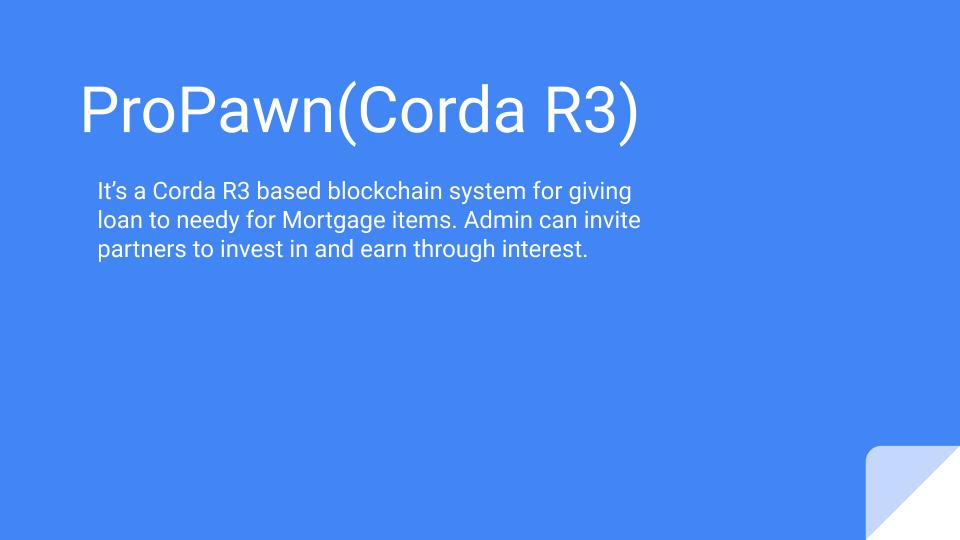 ProPawn(Corda R3)
It’s a Corda R3 based blockchain system for giving
loan to needy for Mortgage items. Admin can invite
partners to invest in and earn through interest.